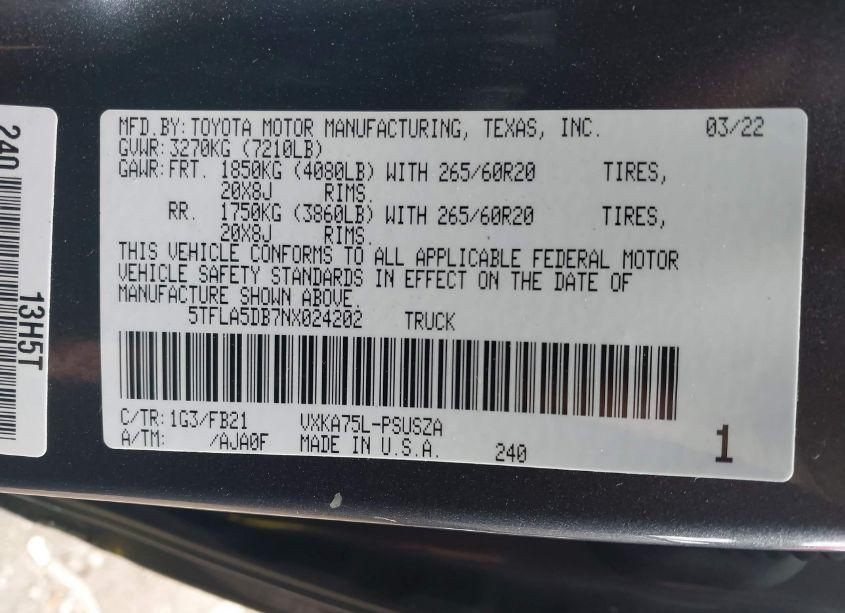 MFD.BY:TOYOTA MOTOR MANUFACTURING, TEXAS, INC. 03/22
GVWR: 3270KG (7210LB)
GAWR: FRT. 1850KG (4080LB) WITH 265/60R20 TIRES,
20X8J RIMS.
RR. 1750KG (3860LB) WITH 265/60R20 TIRES,
20X8J RIMS.
THIS VEHICLE CONFORMS TO ALL APPLICABLE FEDERAL MOTOR
VEHICLE SAFETY STANDARDS IN EFFECT ON THE DATE OF
MANUFACTURE SHOWN ABOVE.
5TFLA5DB7NX024202 TRUCK
C/TR: 1G3/FB21 VXKA75L-PSUSZA
A/TM: /AJA0F MADE IN U.S.A. 240 1
240 13H5T